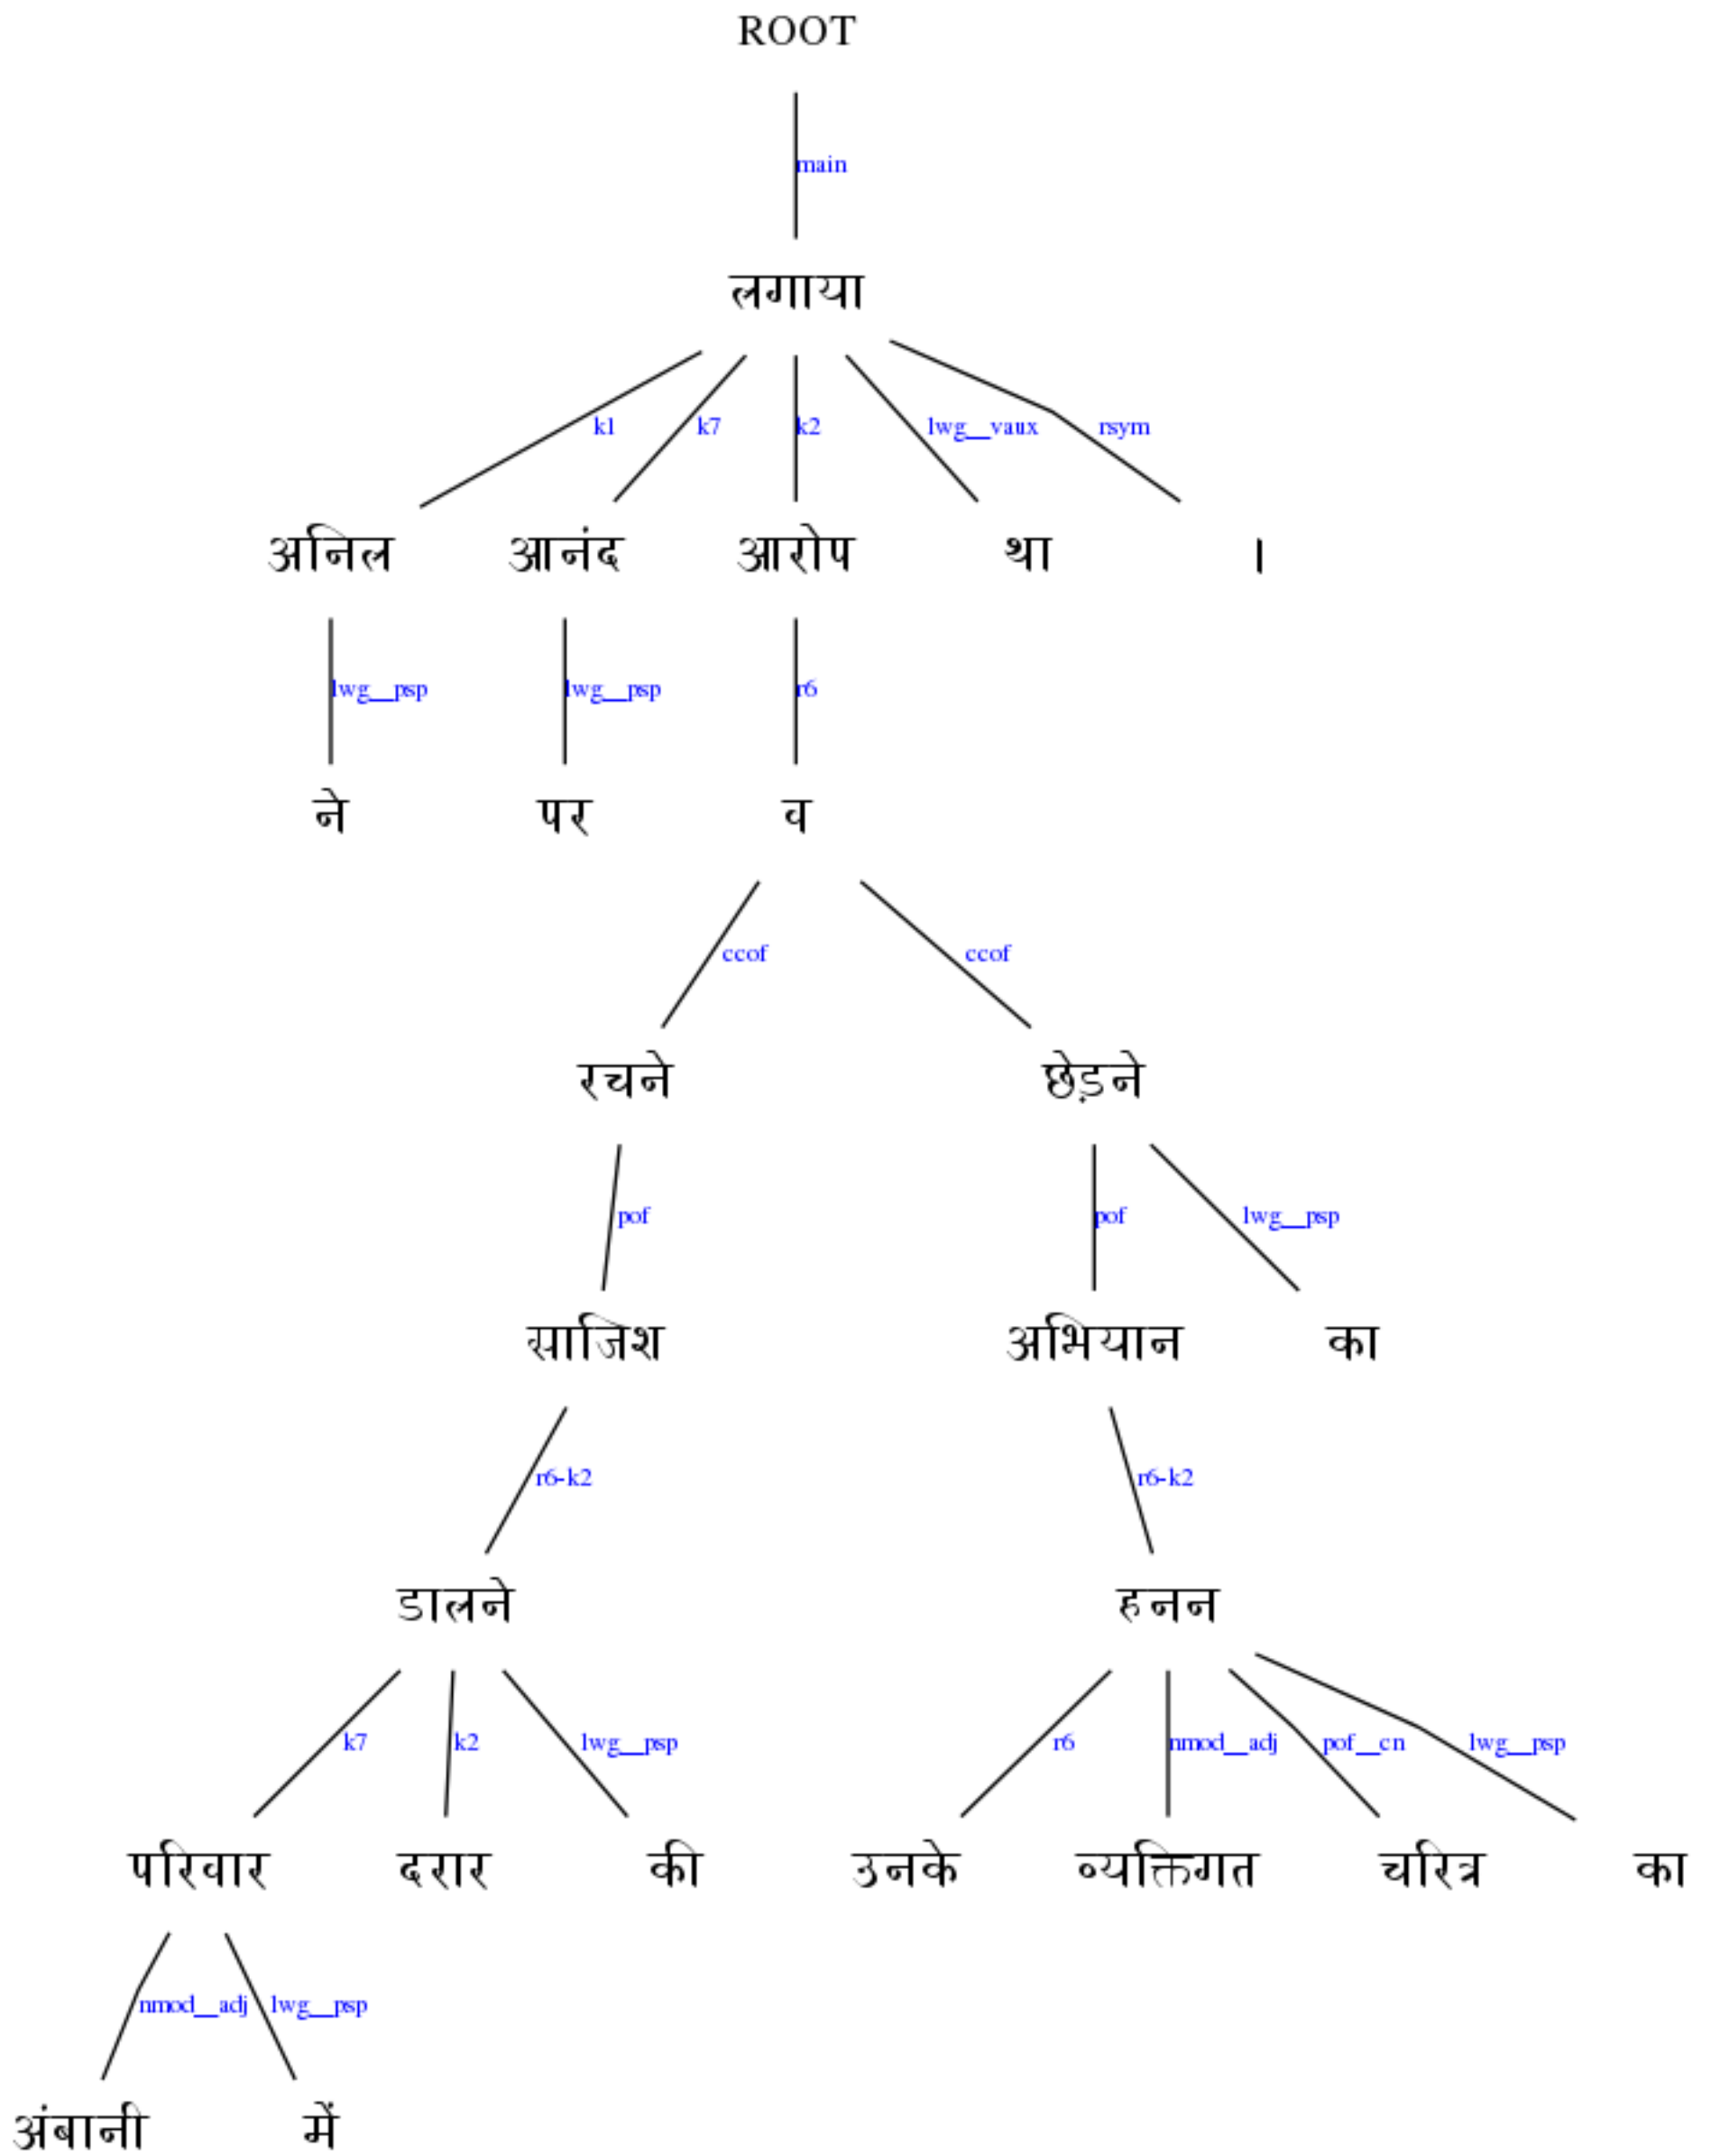 ROOT
main
लगाया
k1 k7 k2 lwg__vaux rsym
अनिल आनंद आरोप था ।
lwg__psp lwg__psp r6
ने पर व
ccof ccof
रचने छेड़ने
pof pof lwg__psp
साजिश अभियान का
r6-k2 r6-k2
डालने हनन
k7 k2 lwg__psp r6 nmod__adj pof__cn lwg__psp
परिवार दरार की उनके व्यक्तिगत चरित्र का
nmod__adj lwg__psp
अंबानी में